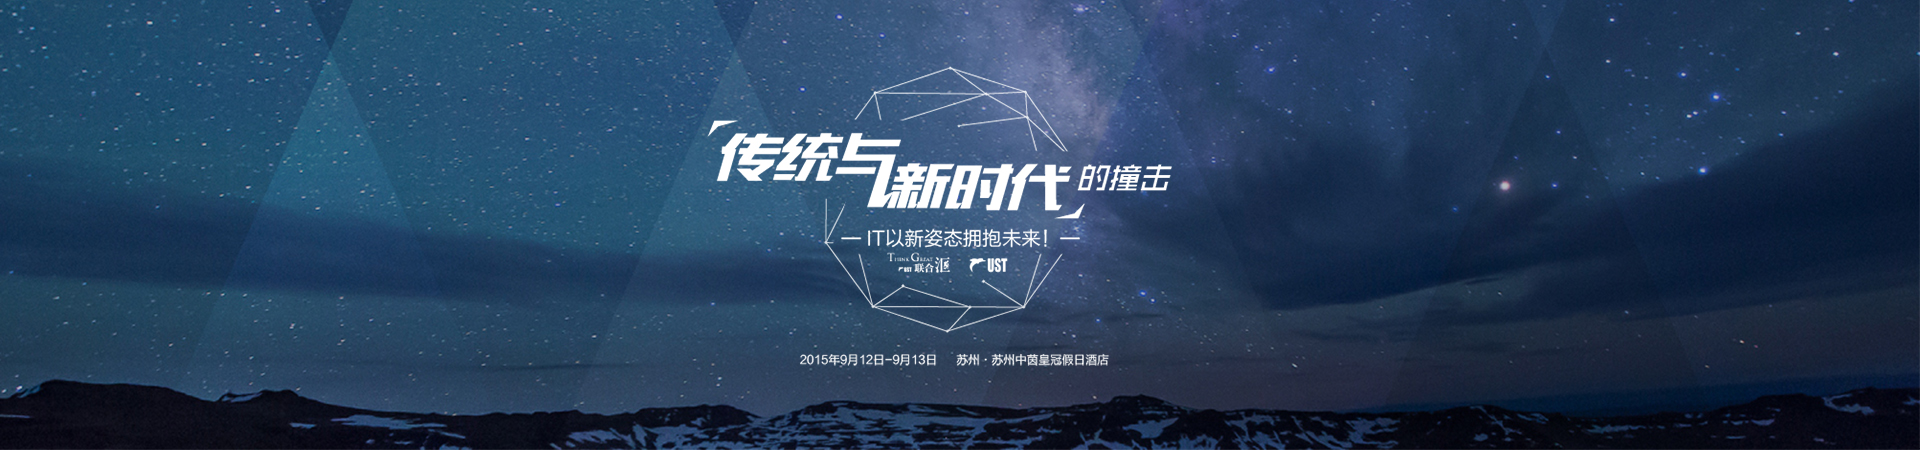 「传统与新时代」的撞击
— IT以新姿态拥抱未来！—
THINK GREAT
UST 联合汇 UST
2015年9月12日-9月13日 苏州·苏州中茵皇冠假日酒店